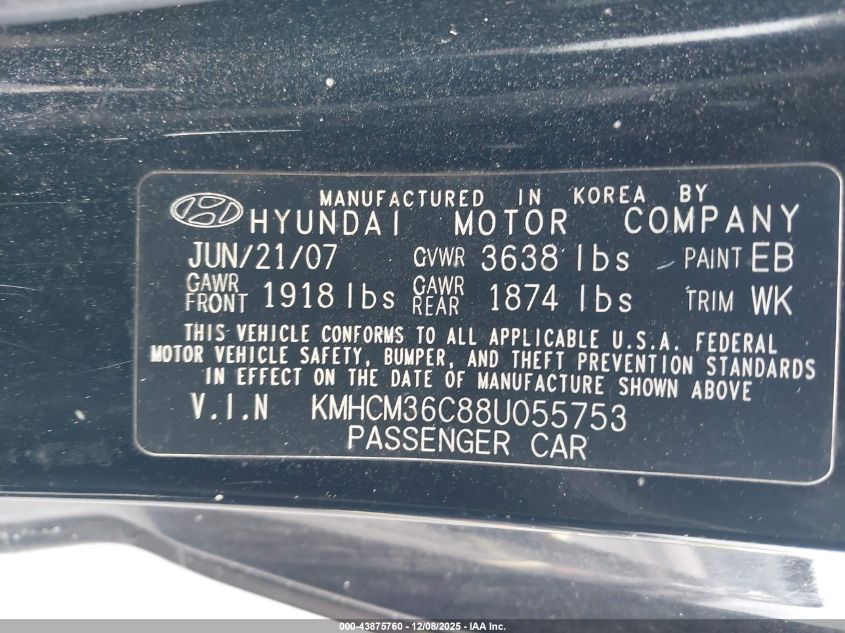 MANUFACTURED IN KOREA BY
HYUNDAI MOTOR COMPANY
JUN/21/07 GVWR 3638 lbs PAINT EB
GAWR FRONT 1918 lbs GAWR REAR 1874 lbs TRIM WK
THIS VEHICLE CONFORMS TO ALL APPLICABLE U.S.A. FEDERAL
MOTOR VEHICLE SAFETY, BUMPER, AND THEFT PREVENTION STANDARDS
IN EFFECT ON THE DATE OF MANUFACTURE SHOWN ABOVE
V.I.N KMHCM36C88U055753
PASSENGER CAR
000-43875760 - 12/08/2025 - IAA Inc.